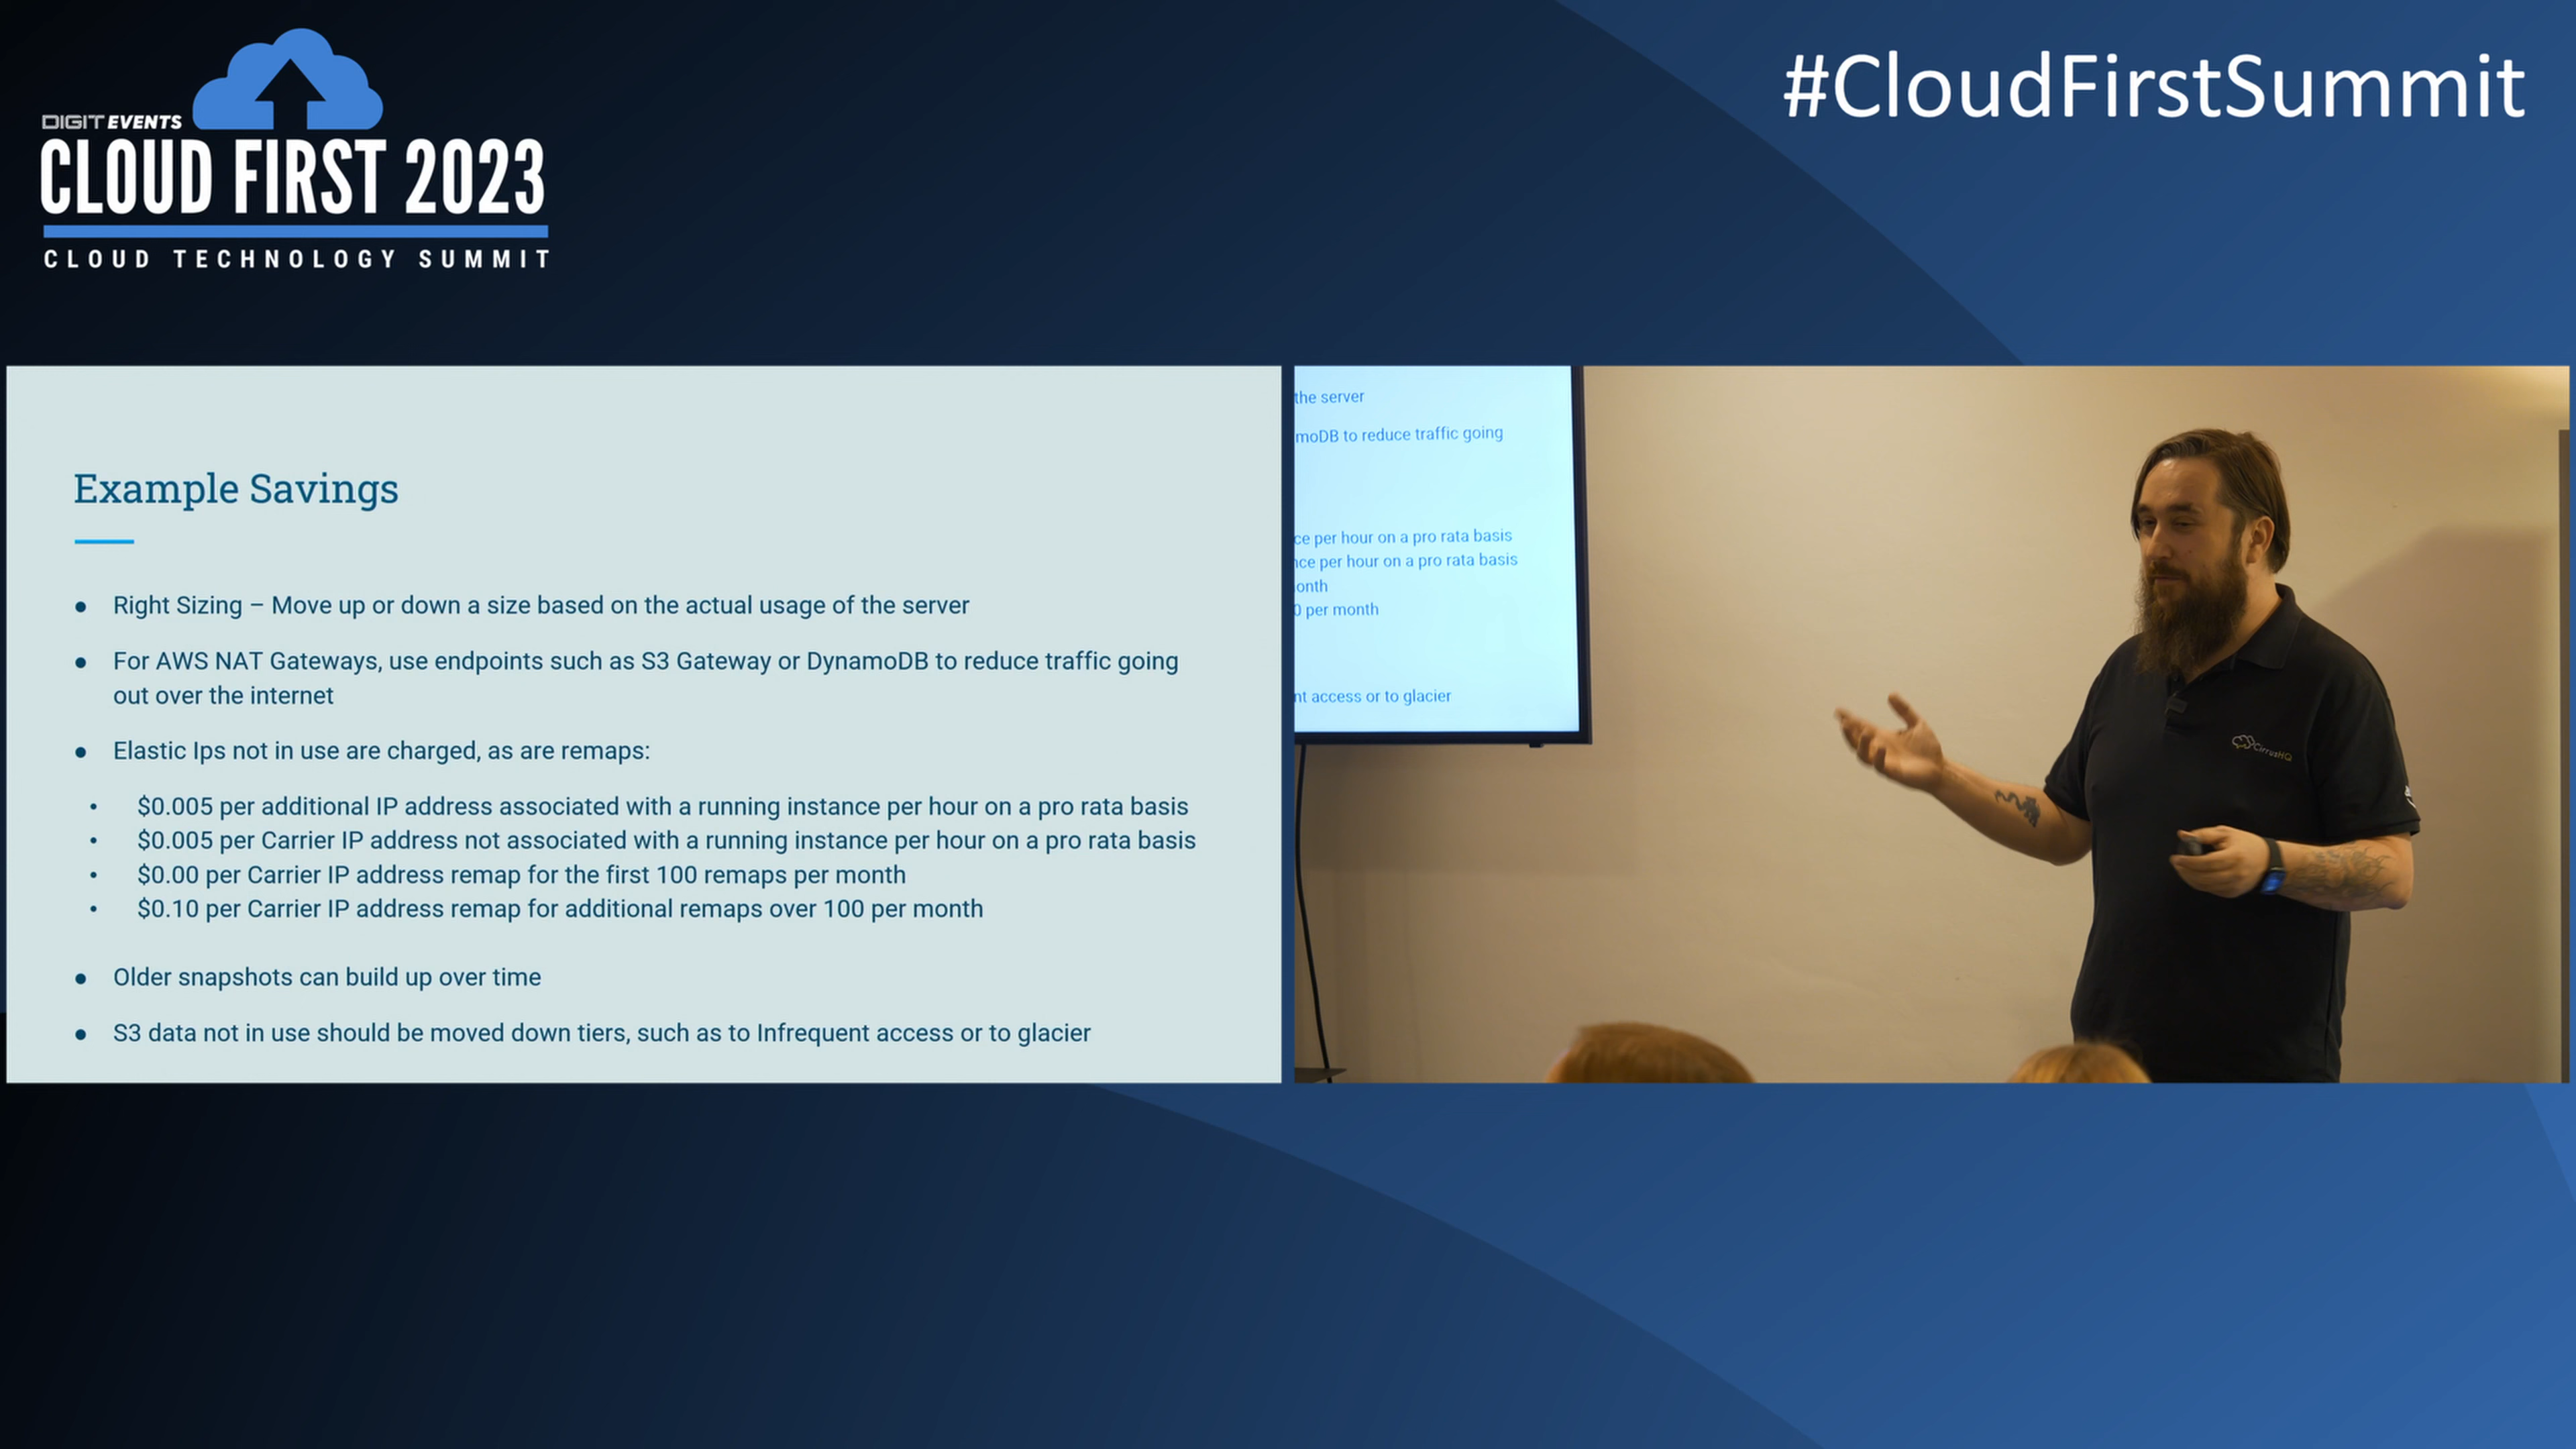 DIGIT EVENTS
CLOUD FIRST 2023
CLOUD TECHNOLOGY SUMMIT
#CloudFirstSummit
Example Savings
● Right Sizing – Move up or down a size based on the actual usage of the server
● For AWS NAT Gateways, use endpoints such as S3 Gateway or DynamoDB to reduce traffic going
out over the internet
● Elastic Ips not in use are charged, as are remaps:
• $0.005 per additional IP address associated with a running instance per hour on a pro rata basis
• $0.005 per Carrier IP address not associated with a running instance per hour on a pro rata basis
• $0.00 per Carrier IP address remap for the first 100 remaps per month
• $0.10 per Carrier IP address remap for additional remaps over 100 per month
● Older snapshots can build up over time
● S3 data not in use should be moved down tiers, such as to Infrequent access or to glacier
the server
moDB to reduce traffic going
ce per hour on a pro rata basis
nce per hour on a pro rata basis
onth
0 per month
nt access or to glacier
CirrusHQ